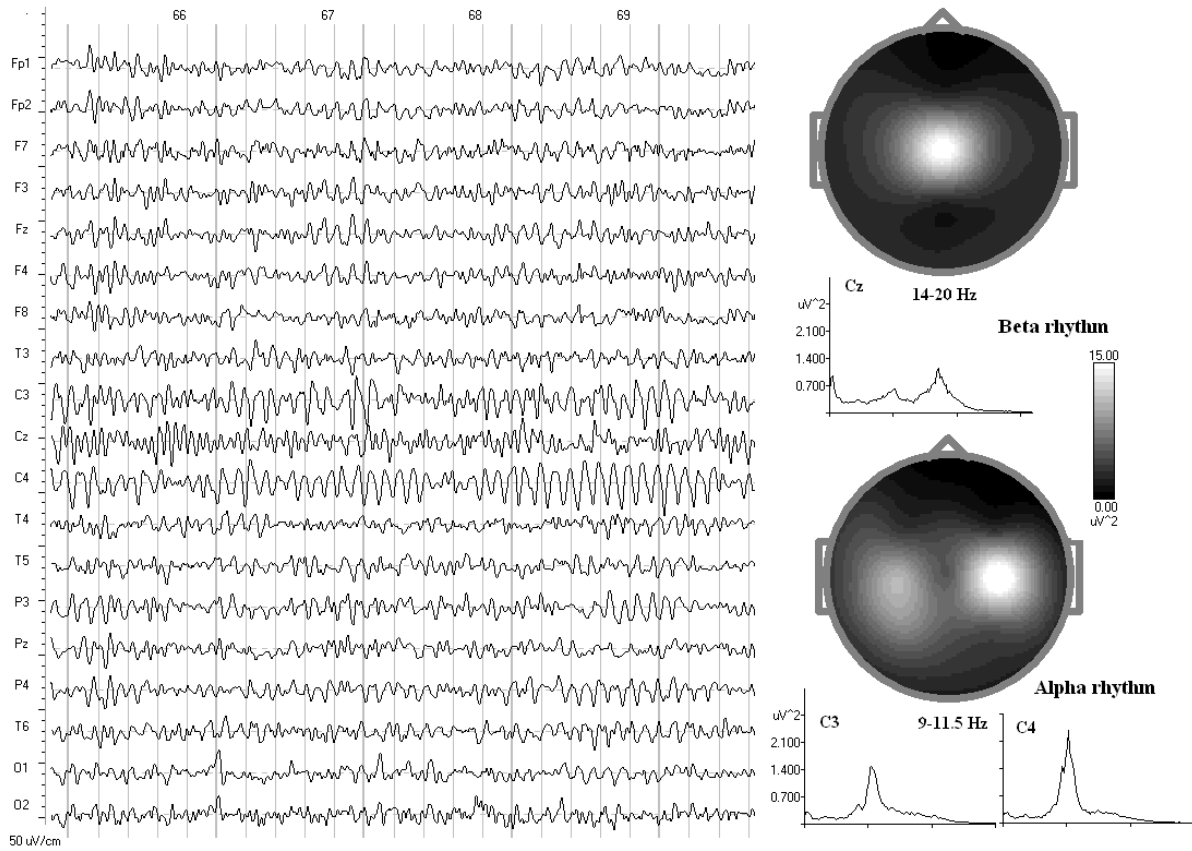 66 67 68 69
Fp1
Fp2
F7
F3
Fz
F4
F8
T3
C3
Cz
C4
T4
T5
P3
Pz
P4
T6
O1
O2
50 uV/cm
Cz
14-20 Hz
uV^2
2.100
1.400
0.700
Beta rhythm
15.00
0.00
uV^2
Alpha rhythm
C3
9-11.5 Hz
C4
uV^2
2.100
1.400
0.700